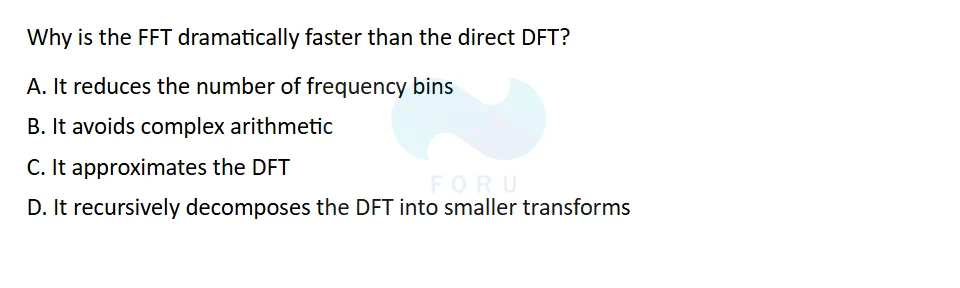 Why is the FFT dramatically faster than the direct DFT?
A. It reduces the number of frequency bins
B. It avoids complex arithmetic
C. It approximates the DFT
FORU
D. It recursively decomposes the DFT into smaller transforms